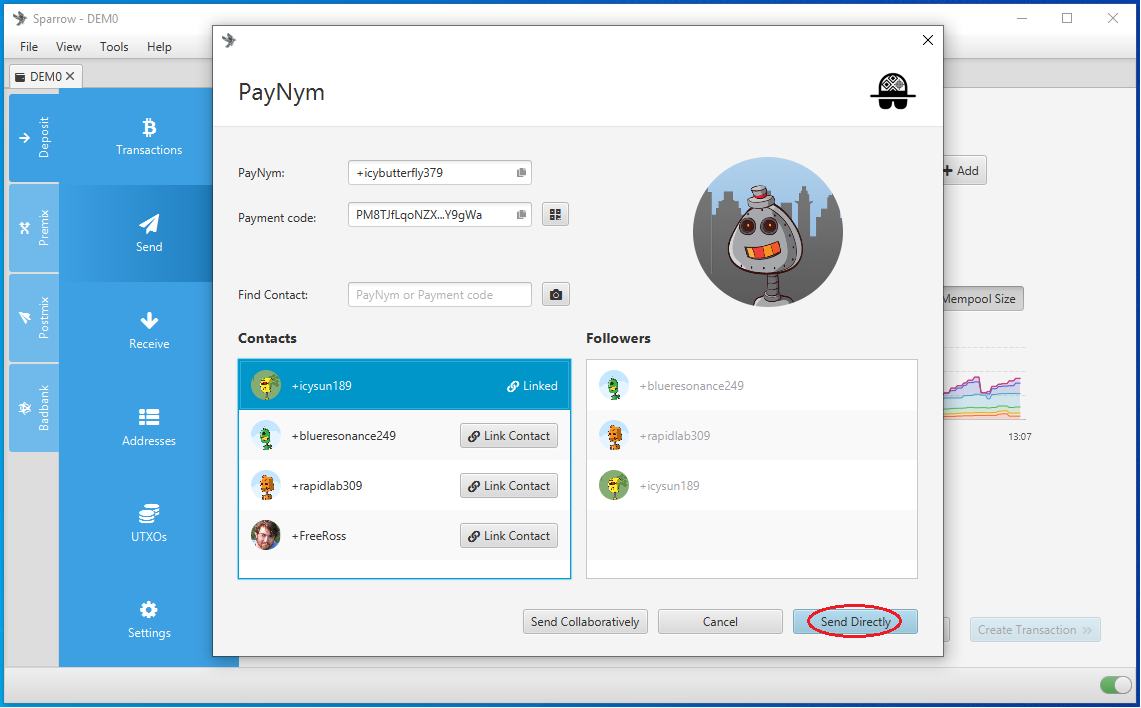 Sparrow - DEM0
File View Tools Help
DEM0
Deposit
Premix
Postmix
Badbank
Transactions
Send
Receive
Addresses
UTXOs
Settings
PayNym
PayNym:
+icybutterfly379
Payment code:
PM8TJfLqoNZX...Y9gWa
Find Contact:
PayNym or Payment code
Contacts
+icysun189 Linked
+blueresonance249 Link Contact
+rapidlab309 Link Contact
+FreeRoss Link Contact
Followers
+blueresonance249
+rapidlab309
+icysun189
Send Collaboratively
Cancel
Send Directly
Add
Mempool Size
13:07
Create Transaction >>